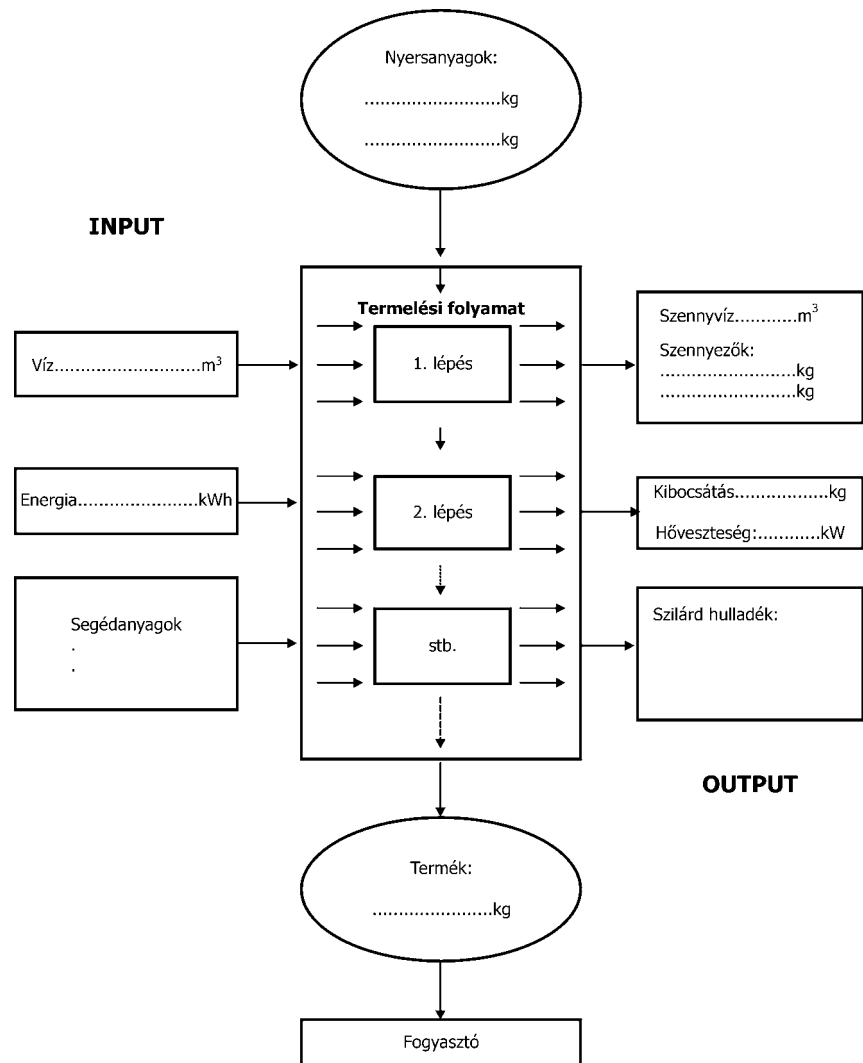 Nyersanyagok:
...........................kg
...........................kg
INPUT
Termelési folyamat
Víz.............................m³
1. lépés
Szennyvíz............m³
Szennyezők:
...........................kg
...........................kg
Energia........................kWh
2. lépés
Kibocsátás..................kg
Hőveszteség:............kW
Segédanyagok
.
.
stb.
Szilárd hulladék:
OUTPUT
Termék:
........................kg
Fogyasztó